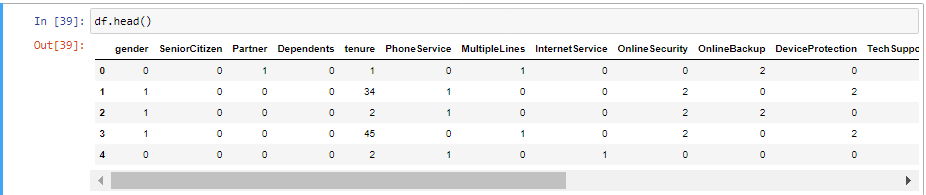 In [39]: df.head()
Out[39]:
gender SeniorCitizen Partner Dependents tenure PhoneService MultipleLines InternetService OnlineSecurity OnlineBackup DeviceProtection TechSuppo
0 0 0 1 0 1 0 1 0 0 2 0
1 1 0 0 0 34 1 0 0 2 0 2
2 1 0 0 0 2 1 0 0 2 2 0
3 1 0 0 0 45 0 1 0 2 0 2
4 0 0 0 0 2 1 0 1 0 0 0